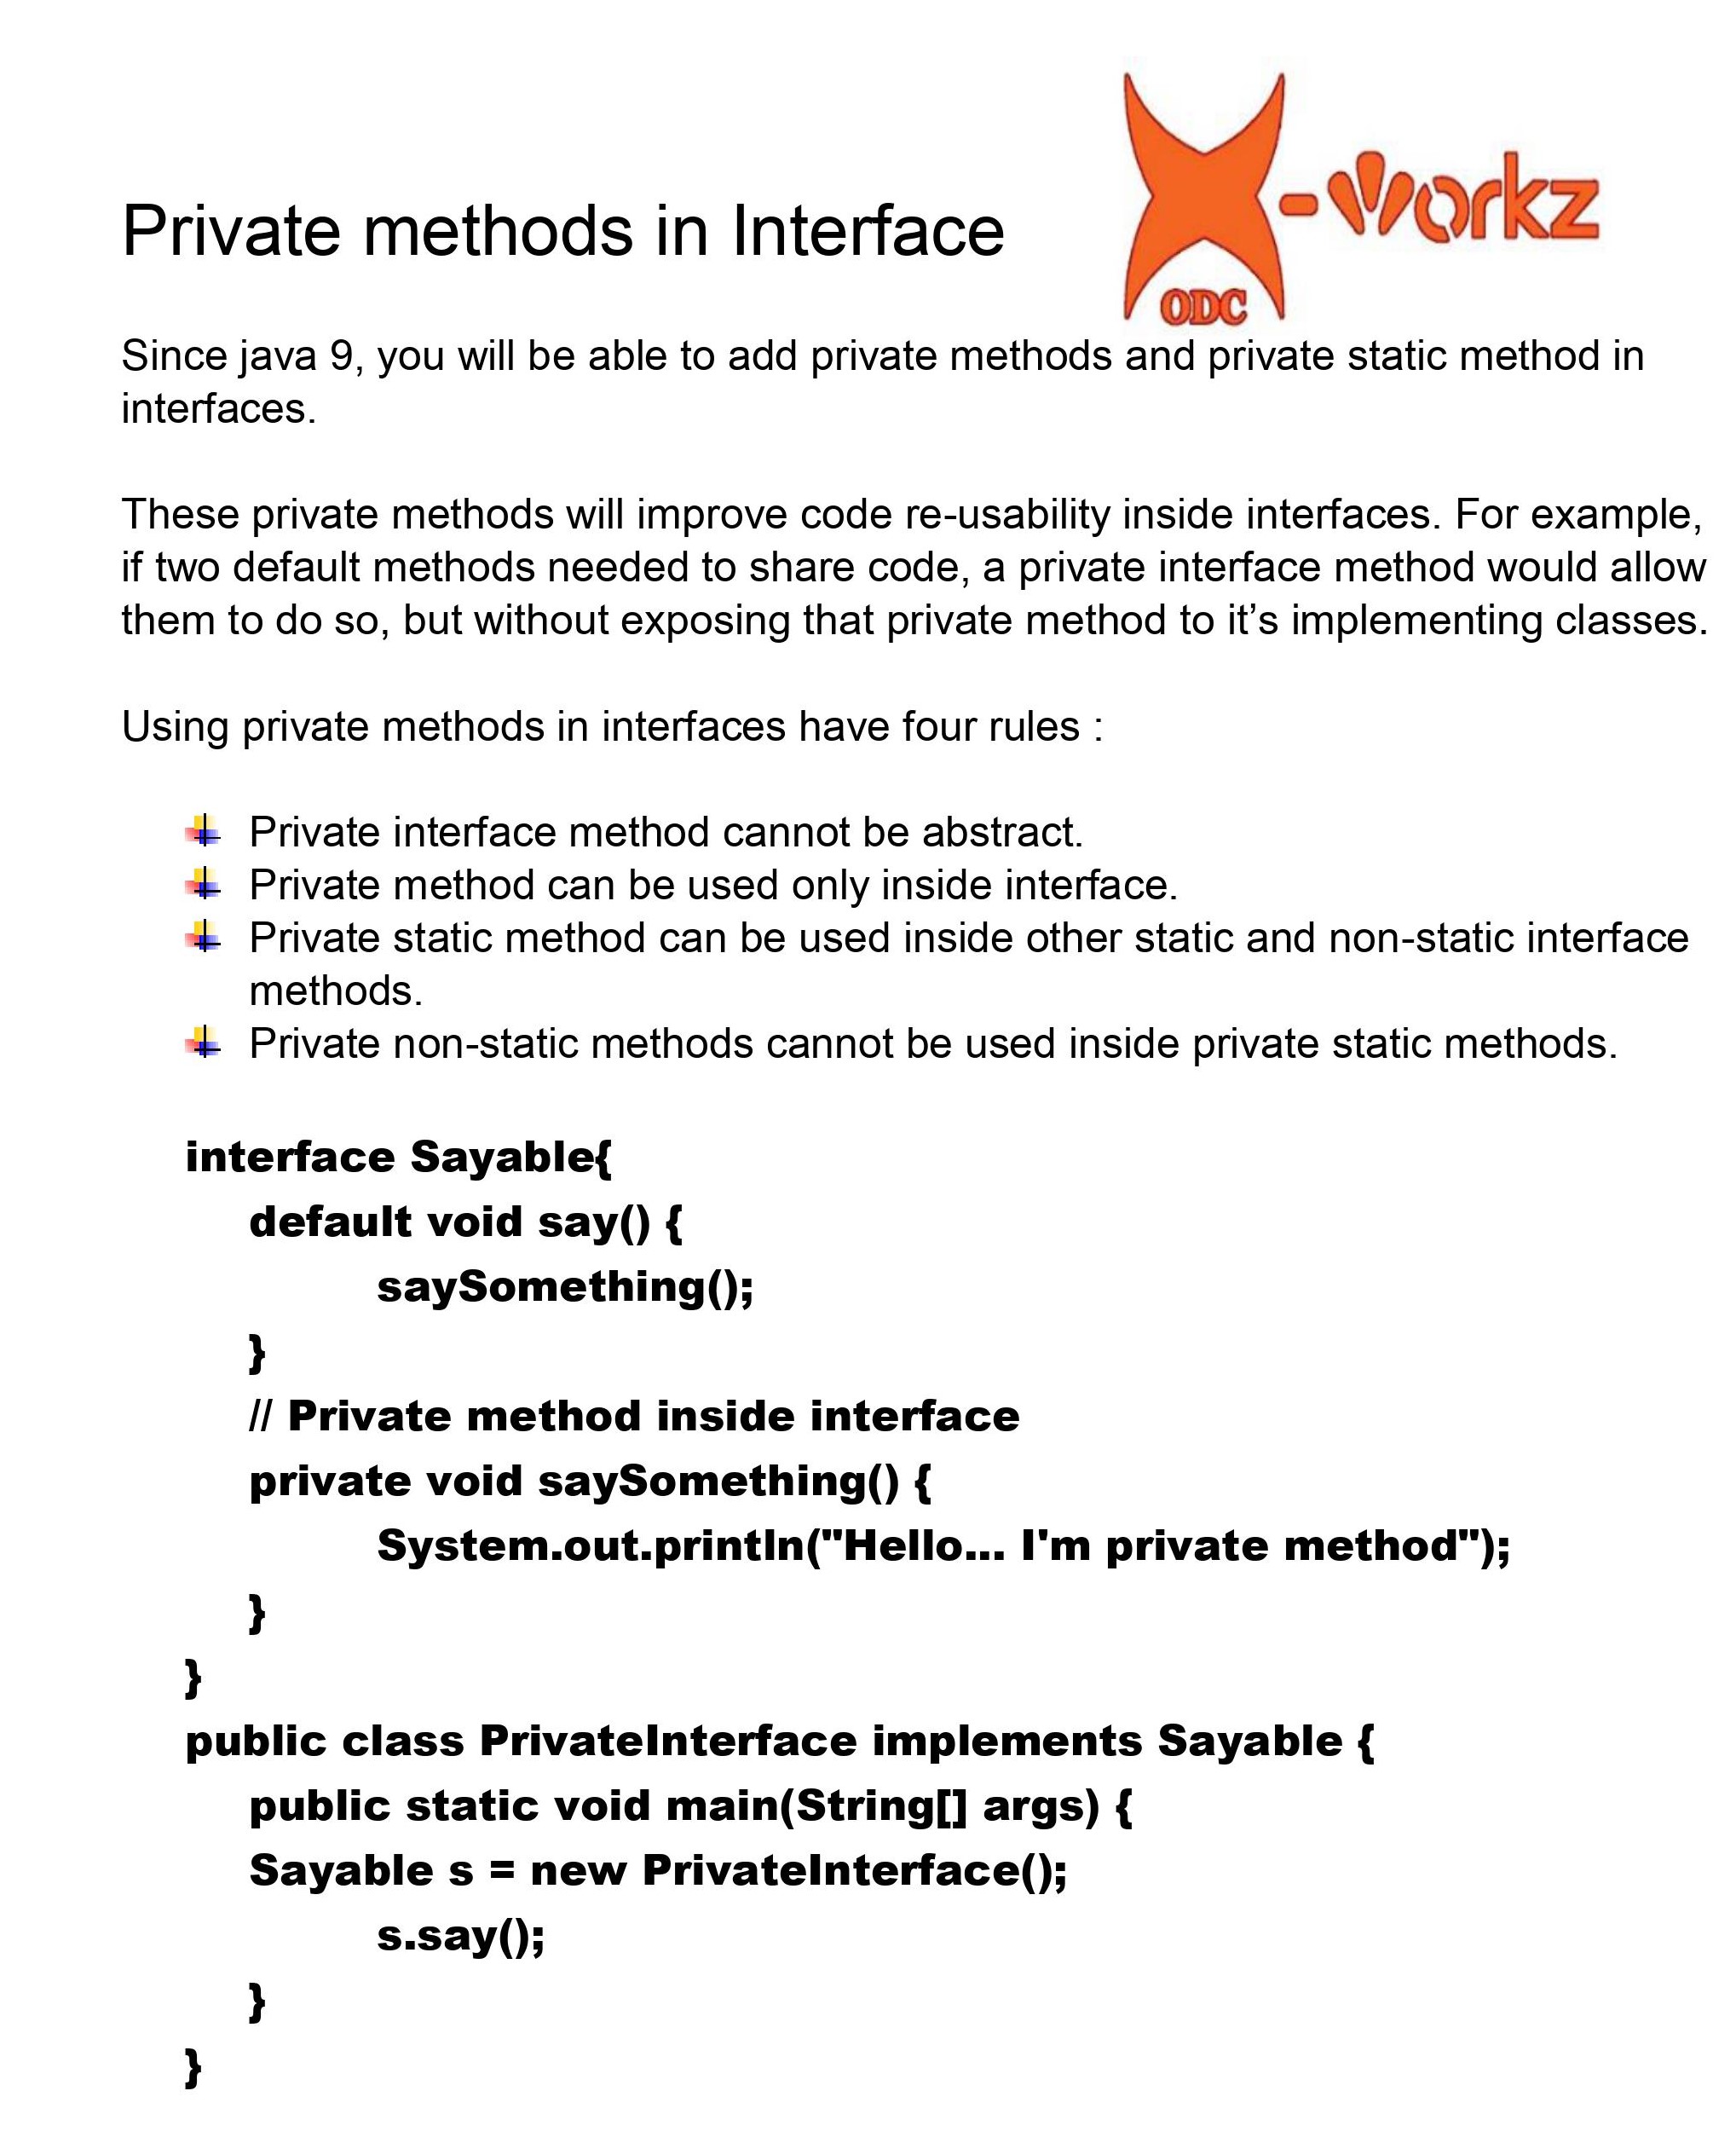 Private methods in Interface
X-Workz
ODC
Since java 9, you will be able to add private methods and private static method in
interfaces.
These private methods will improve code re-usability inside interfaces. For example,
if two default methods needed to share code, a private interface method would allow
them to do so, but without exposing that private method to it’s implementing classes.
Using private methods in interfaces have four rules :
Private interface method cannot be abstract.
Private method can be used only inside interface.
Private static method can be used inside other static and non-static interface
methods.
Private non-static methods cannot be used inside private static methods.
interface Sayable{
default void say() {
saySomething();
}
// Private method inside interface
private void saySomething() {
System.out.println("Hello... I'm private method");
}
}
public class PrivateInterface implements Sayable {
public static void main(String[] args) {
Sayable s = new PrivateInterface();
s.say();
}
}